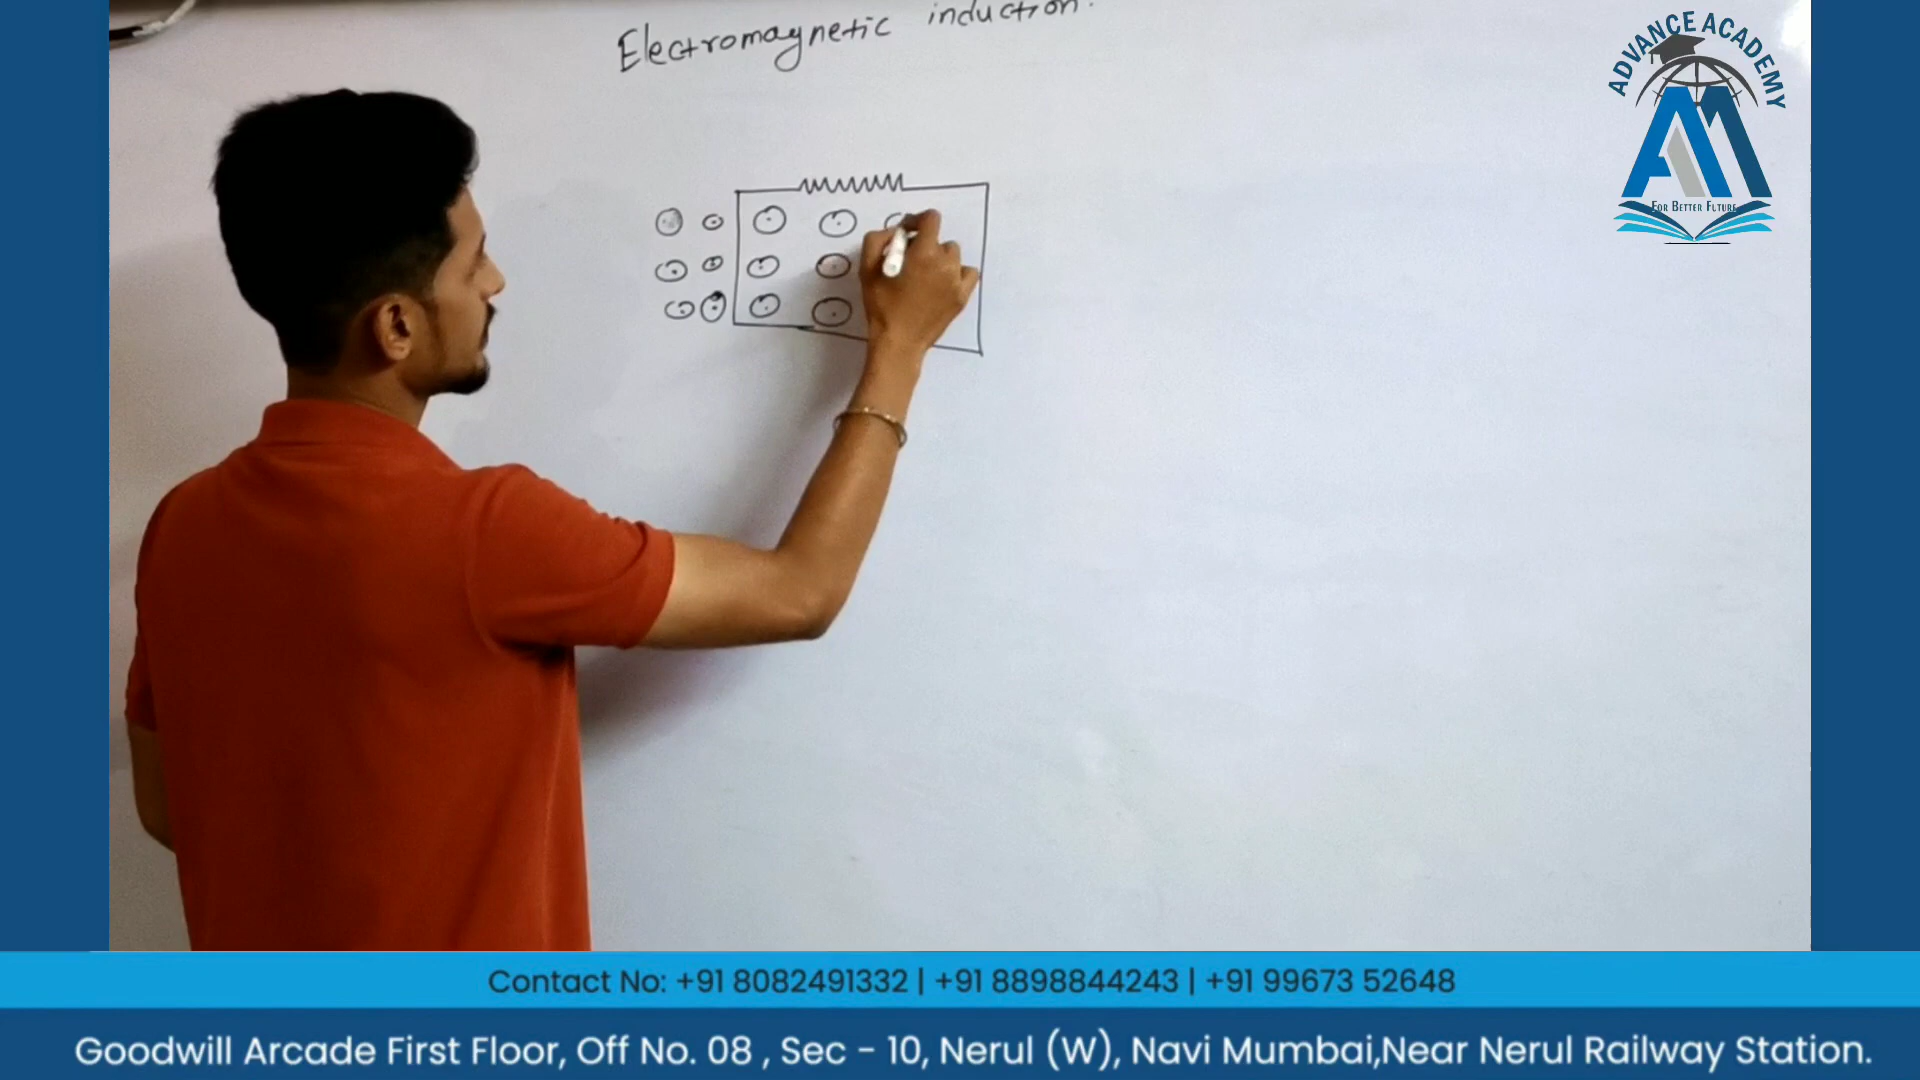 Electromagnetic induction.
ADVANCE ACADEMY
FOR BETTER FUTURE
Contact No: +91 8082491332 | +91 8898844243 | +91 99673 52648
Goodwill Arcade First Floor, Off No. 08 , Sec - 10, Nerul (W), Navi Mumbai,Near Nerul Railway Station.